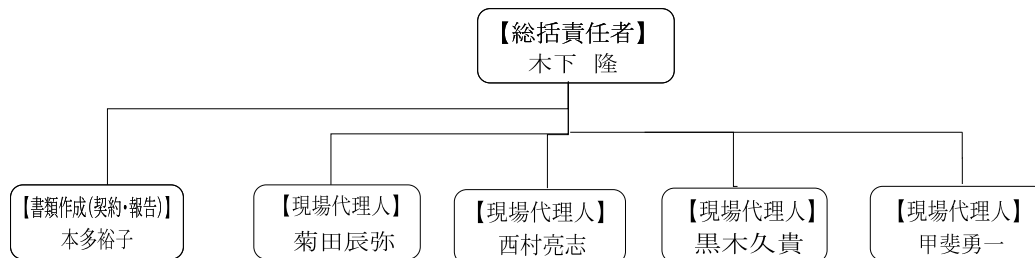 【総括責任者】
木下 隆
【書類作成(契約・報告)】
本多裕子
【現場代理人】
菊田辰弥
【現場代理人】
西村亮志
【現場代理人】
黒木久貴
【現場代理人】
甲斐勇一